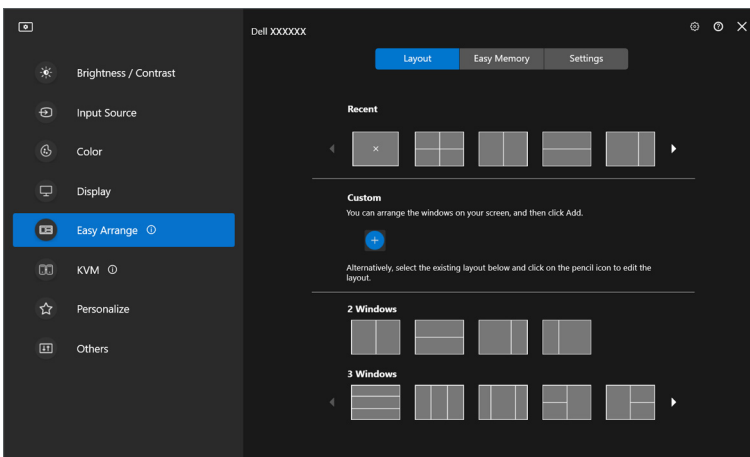 Dell XXXXXX
Brightness / Contrast
Input Source
Color
Display
Easy Arrange
KVM
Personalize
Others
Layout
Easy Memory
Settings
Recent
Custom
You can arrange the windows on your screen, and then click Add.
Alternatively, select the existing layout below and click on the pencil icon to edit the
layout.
2 Windows
3 Windows